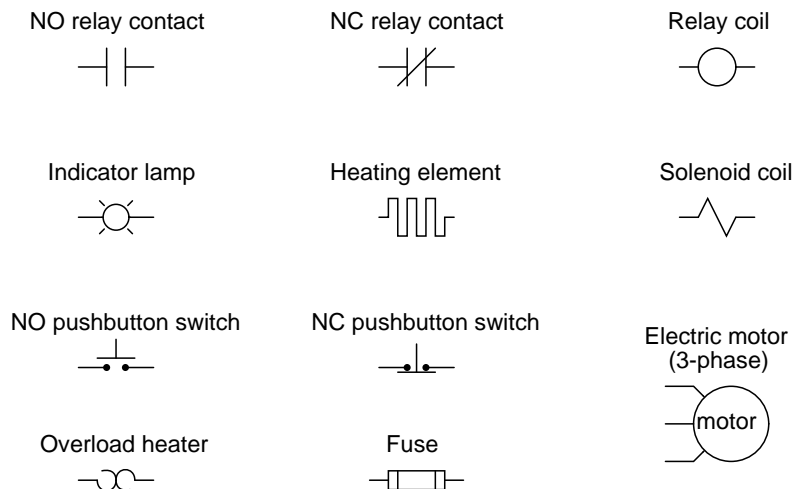 NO relay contact
NC relay contact
Relay coil
Indicator lamp
Heating element
Solenoid coil
NO pushbutton switch
NC pushbutton switch
Electric motor
(3-phase)
motor
Overload heater
Fuse